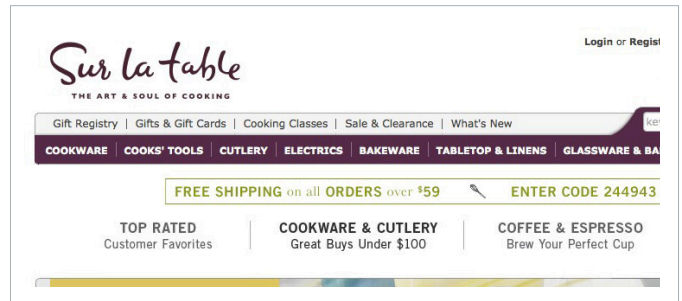 Login or Regist
Sur la table
THE ART & SOUL OF COOKING
Gift Registry | Gifts & Gift Cards | Cooking Classes | Sale & Clearance | What's New
ke
COOKWARE | COOKS' TOOLS | CUTLERY | ELECTRICS | BAKEWARE | TABLETOP & LINENS | GLASSWARE & BA
FREE SHIPPING on all ORDERS over $59 ENTER CODE 244943
TOP RATED
Customer Favorites
COOKWARE & CUTLERY
Great Buys Under $100
COFFEE & ESPRESSO
Brew Your Perfect Cup